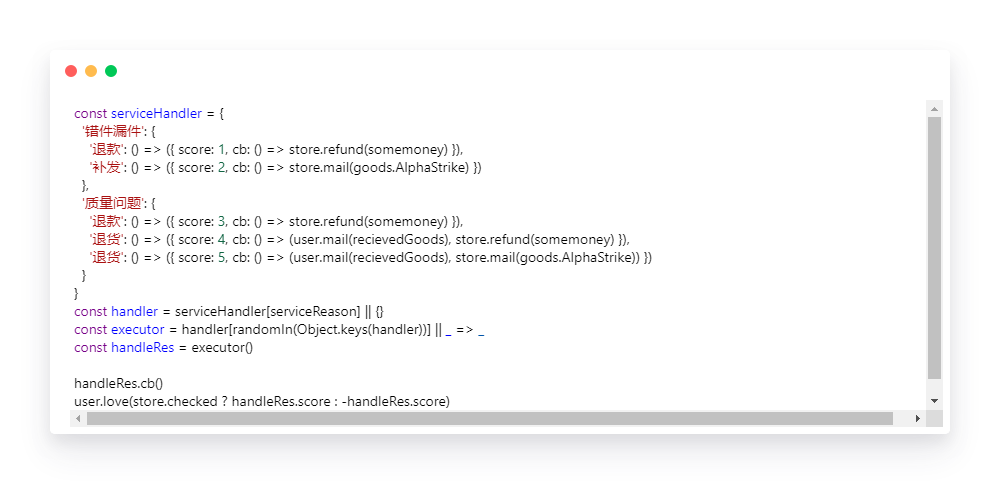 const serviceHandler = {
  '错件漏件': {
    '退款': () => ({ score: 1, cb: () => store.refund(somemoney) }),
    '补发': () => ({ score: 2, cb: () => store.mail(goods.AlphaStrike) })
  },
  '质量问题': {
    '退款': () => ({ score: 3, cb: () => store.refund(somemoney) }),
    '退货': () => ({ score: 4, cb: () => (user.mail(recievedGoods), store.refund(somemoney) }),
    '退货': () => ({ score: 5, cb: () => (user.mail(recievedGoods), store.mail(goods.AlphaStrike)) })
  }
}
const handler = serviceHandler[serviceReason] || {}
const executor = handler[randomIn(Object.keys(handler))] || _ => _
const handleRes = executor()

handleRes.cb()
user.love(store.checked ? handleRes.score : -handleRes.score)